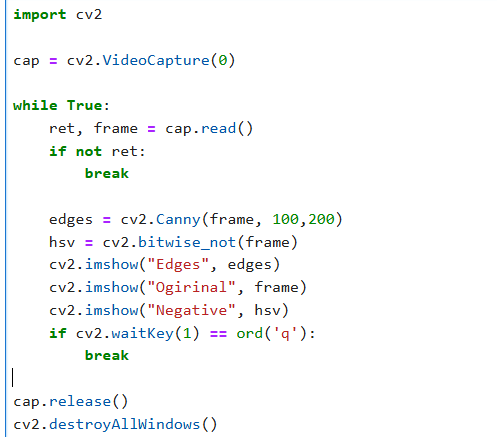 import cv2

cap = cv2.VideoCapture(0)

while True:
    ret, frame = cap.read()
    if not ret:
        break

    edges = cv2.Canny(frame, 100,200)
    hsv = cv2.bitwise_not(frame)
    cv2.imshow("Edges", edges)
    cv2.imshow("Ogirinal", frame)
    cv2.imshow("Negative", hsv)
    if cv2.waitKey(1) == ord('q'):
        break

cap.release()
cv2.destroyAllWindows()